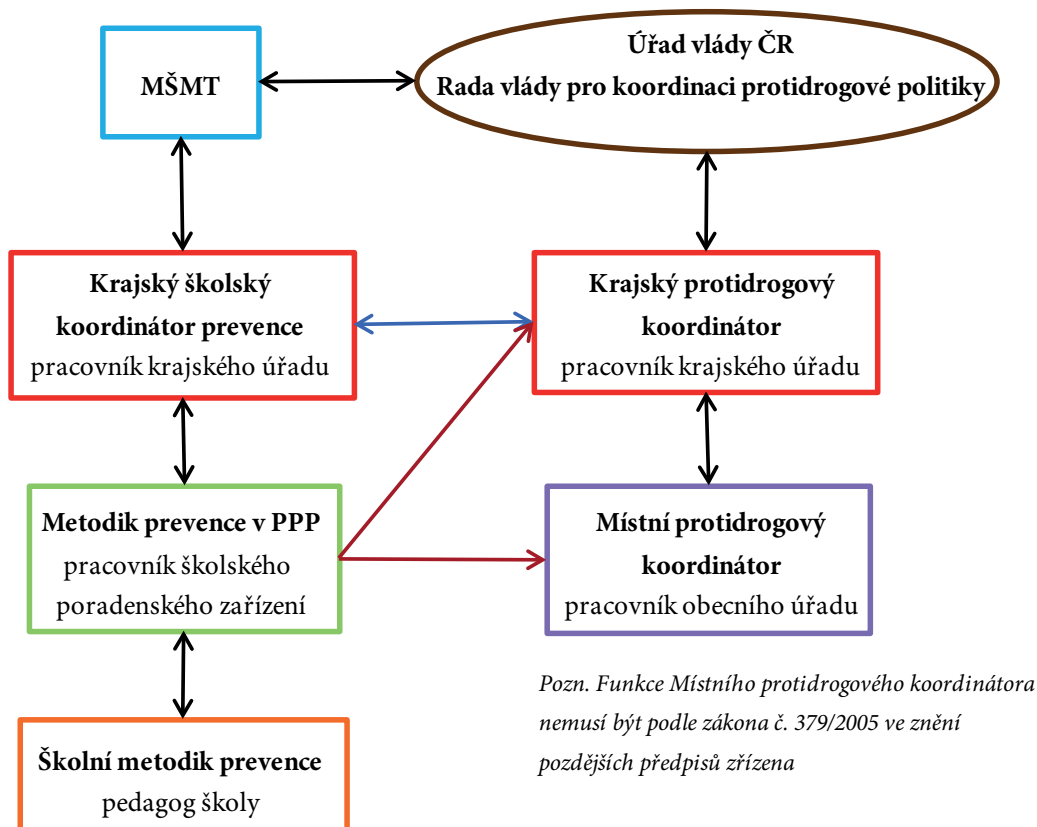 MŠMT
Úřad vlády ČR
Rada vlády pro koordinaci protidrogové politiky
Krajský školský
koordinátor prevence
pracovník krajského úřadu
Krajský protidrogový
koordinátor
pracovník krajského úřadu
Metodik prevence v PPP
pracovník školského
poradenského zařízení
Místní protidrogový
koordinátor
pracovník obecního úřadu
Pozn. Funkce Místního protidrogového koordinátora
nemusí být podle zákona č. 379/2005 ve znění
pozdějších předpisů zřízena
Školní metodik prevence
pedagog školy